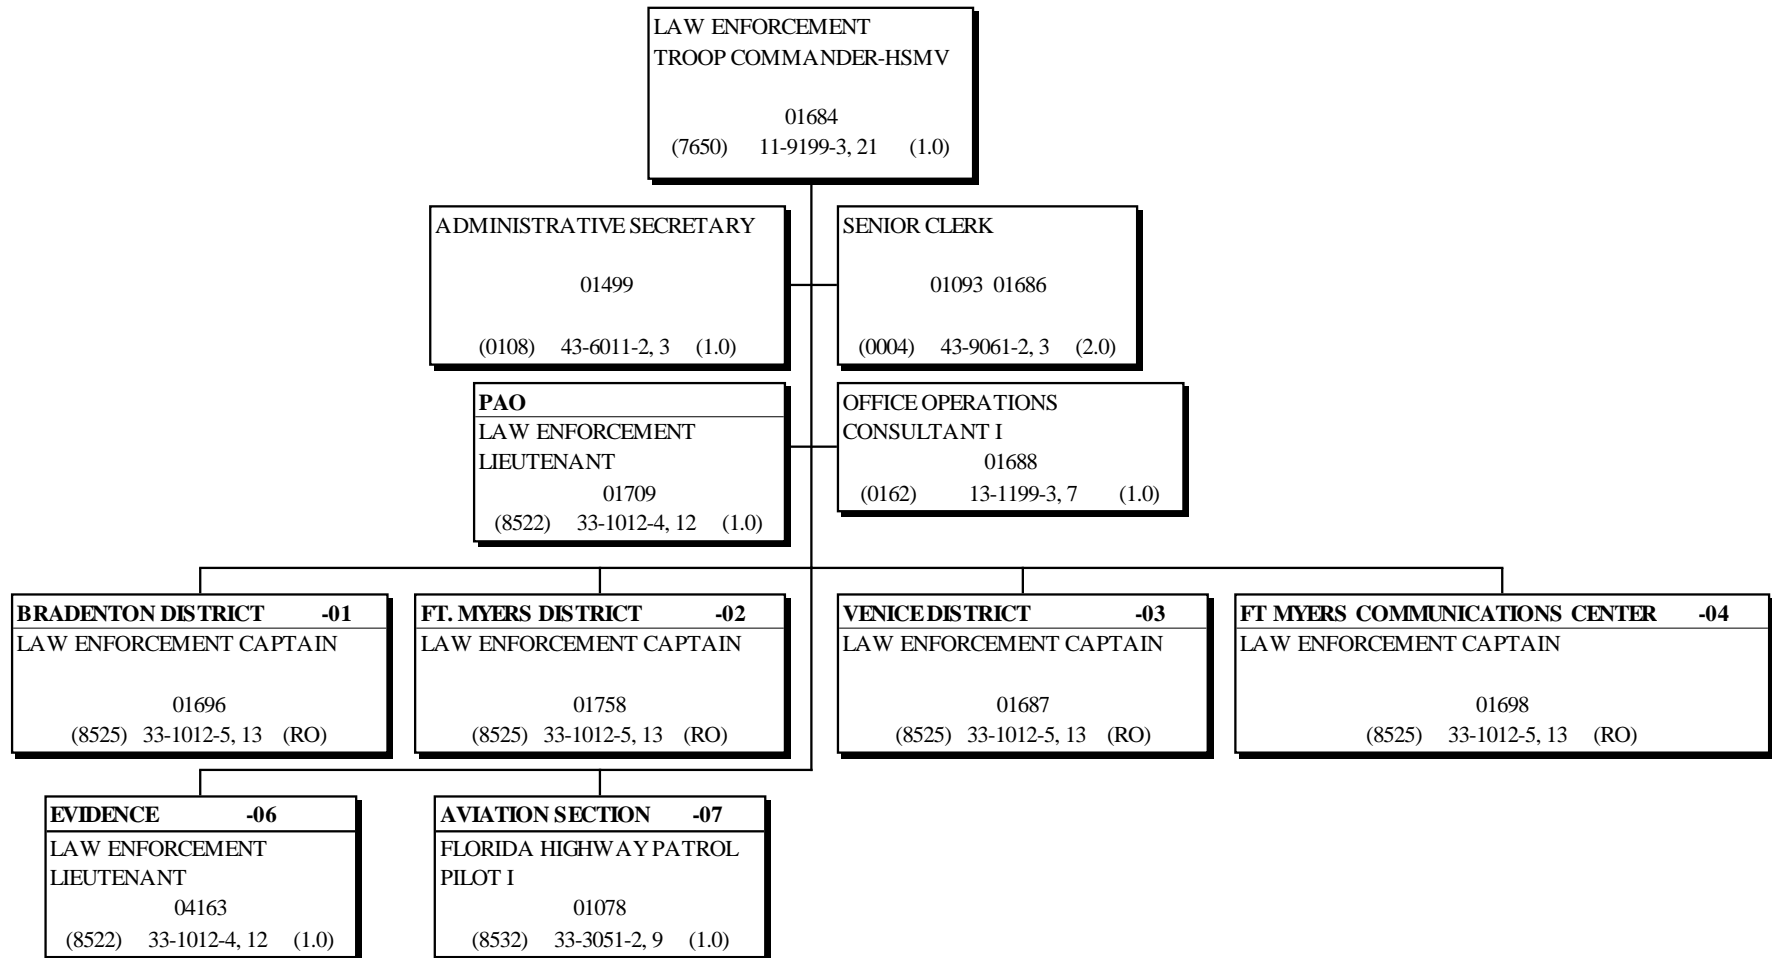 LAW ENFORCEMENT
TROOP COMMANDER-HSMV
01684
(7650) 11-9199-3, 21 (1.0)
ADMINISTRATIVE SECRETARY
01499
(0108) 43-6011-2, 3 (1.0)
SENIOR CLERK
01093 01686
(0004) 43-9061-2, 3 (2.0)
PAO
LAW ENFORCEMENT
LIEUTENANT
01709
(8522) 33-1012-4, 12 (1.0)
OFFICE OPERATIONS
CONSULTANT I
01688
(0162) 13-1199-3, 7 (1.0)
BRADENTON DISTRICT -01
LAW ENFORCEMENT CAPTAIN
01696
(8525) 33-1012-5, 13 (RO)
FT. MYERS DISTRICT -02
LAW ENFORCEMENT CAPTAIN
01758
(8525) 33-1012-5, 13 (RO)
VENICE DISTRICT -03
LAW ENFORCEMENT CAPTAIN
01687
(8525) 33-1012-5, 13 (RO)
FT MYERS COMMUNICATIONS CENTER -04
LAW ENFORCEMENT CAPTAIN
01698
(8525) 33-1012-5, 13 (RO)
EVIDENCE -06
LAW ENFORCEMENT
LIEUTENANT
04163
(8522) 33-1012-4, 12 (1.0)
AVIATION SECTION -07
FLORIDA HIGHWAY PATROL
PILOT I
01078
(8532) 33-3051-2, 9 (1.0)